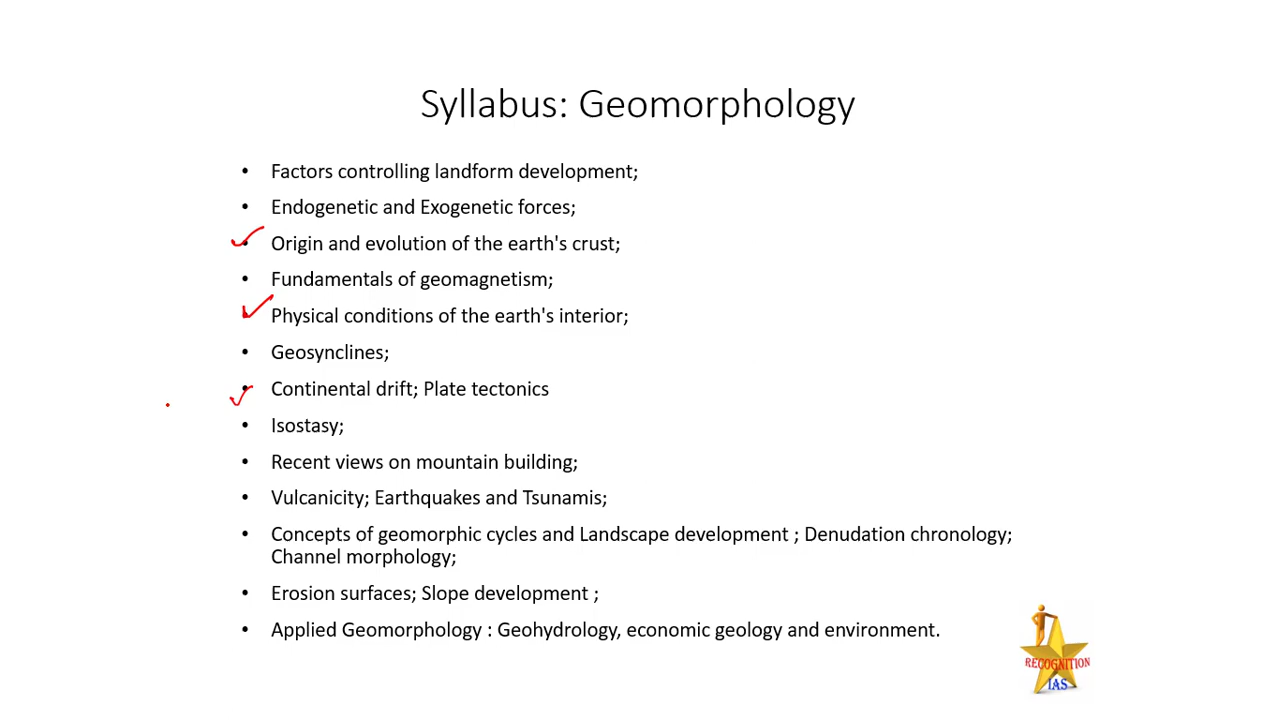 Syllabus: Geomorphology
• Factors controlling landform development;
• Endogenetic and Exogenetic forces;
• Origin and evolution of the earth's crust;
• Fundamentals of geomagnetism;
Physical conditions of the earth's interior;
• Geosynclines;
• Continental drift; Plate tectonics
• Isostasy;
• Recent views on mountain building;
• Vulcanicity; Earthquakes and Tsunamis;
• Concepts of geomorphic cycles and Landscape development ; Denudation chronology;
Channel morphology;
• Erosion surfaces; Slope development ;
• Applied Geomorphology : Geohydrology, economic geology and environment.
RECOGNITION
IAS